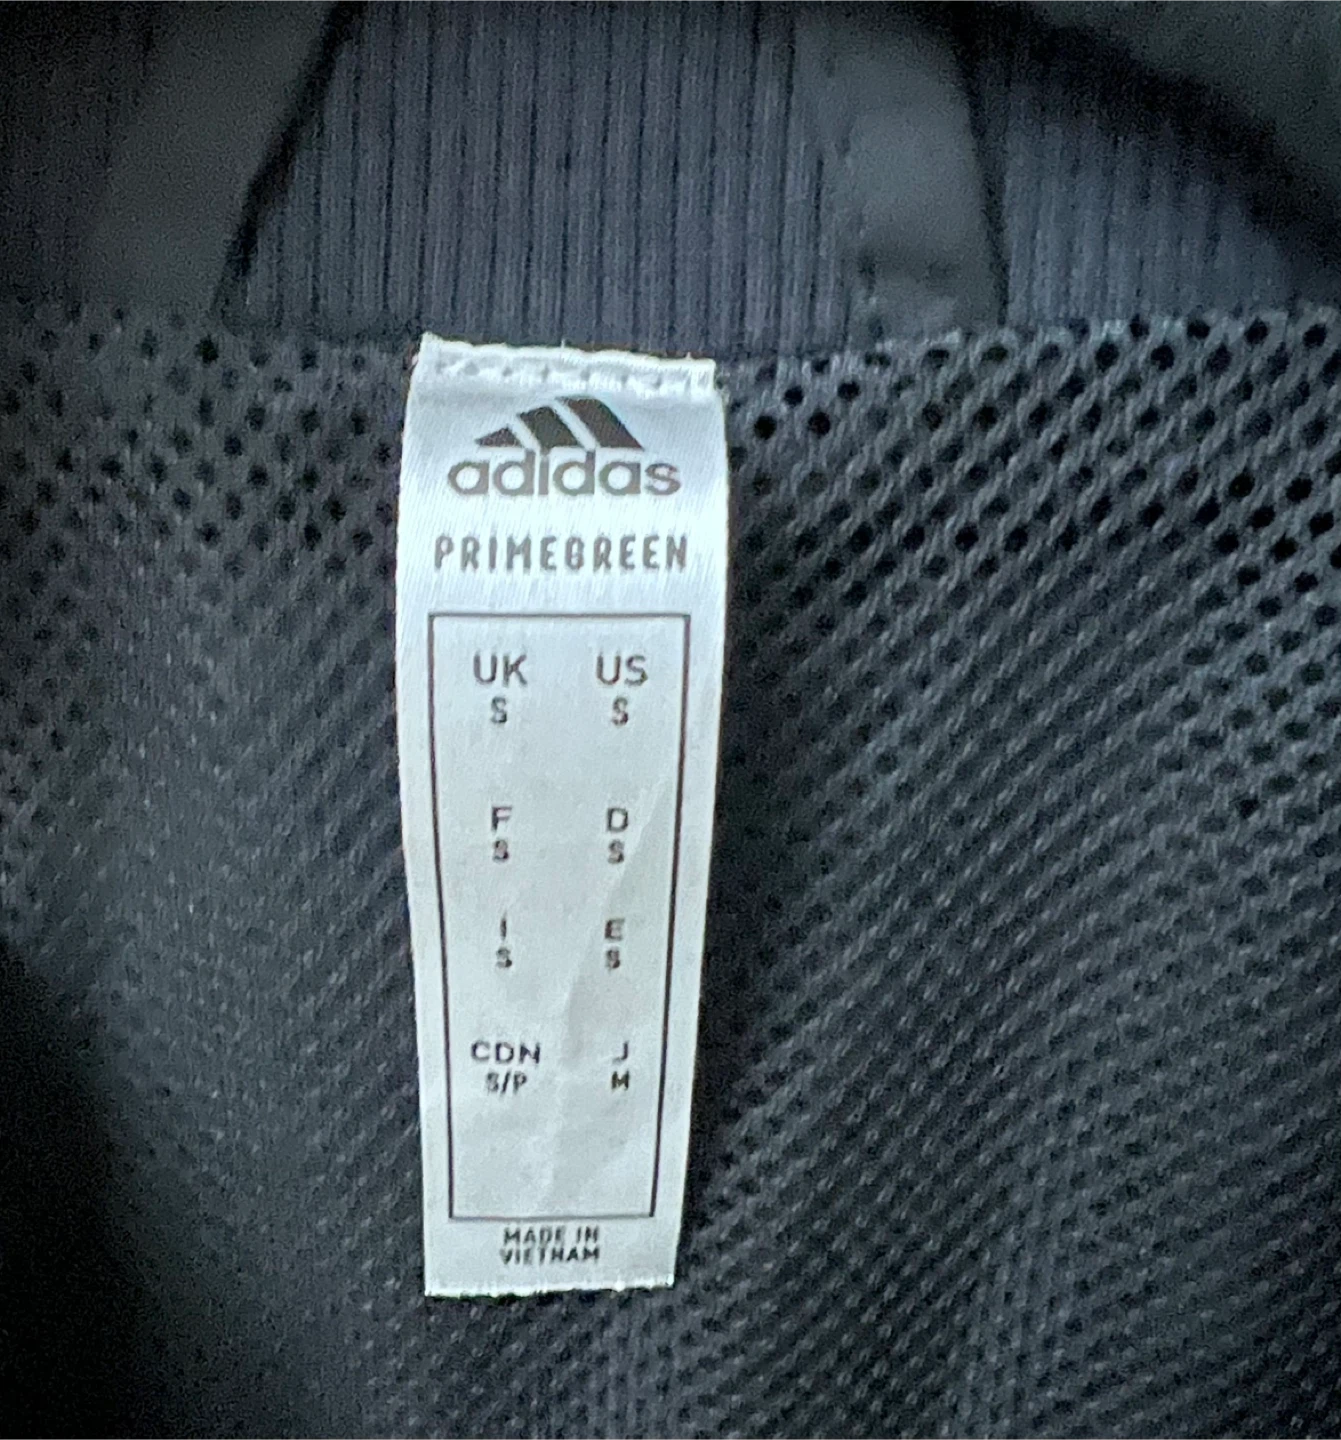 adidas
PRIMEGREEN
UK US
S S
F D
S S
I E
S S
CDN J
S/P M
MADE IN
VIETNAM